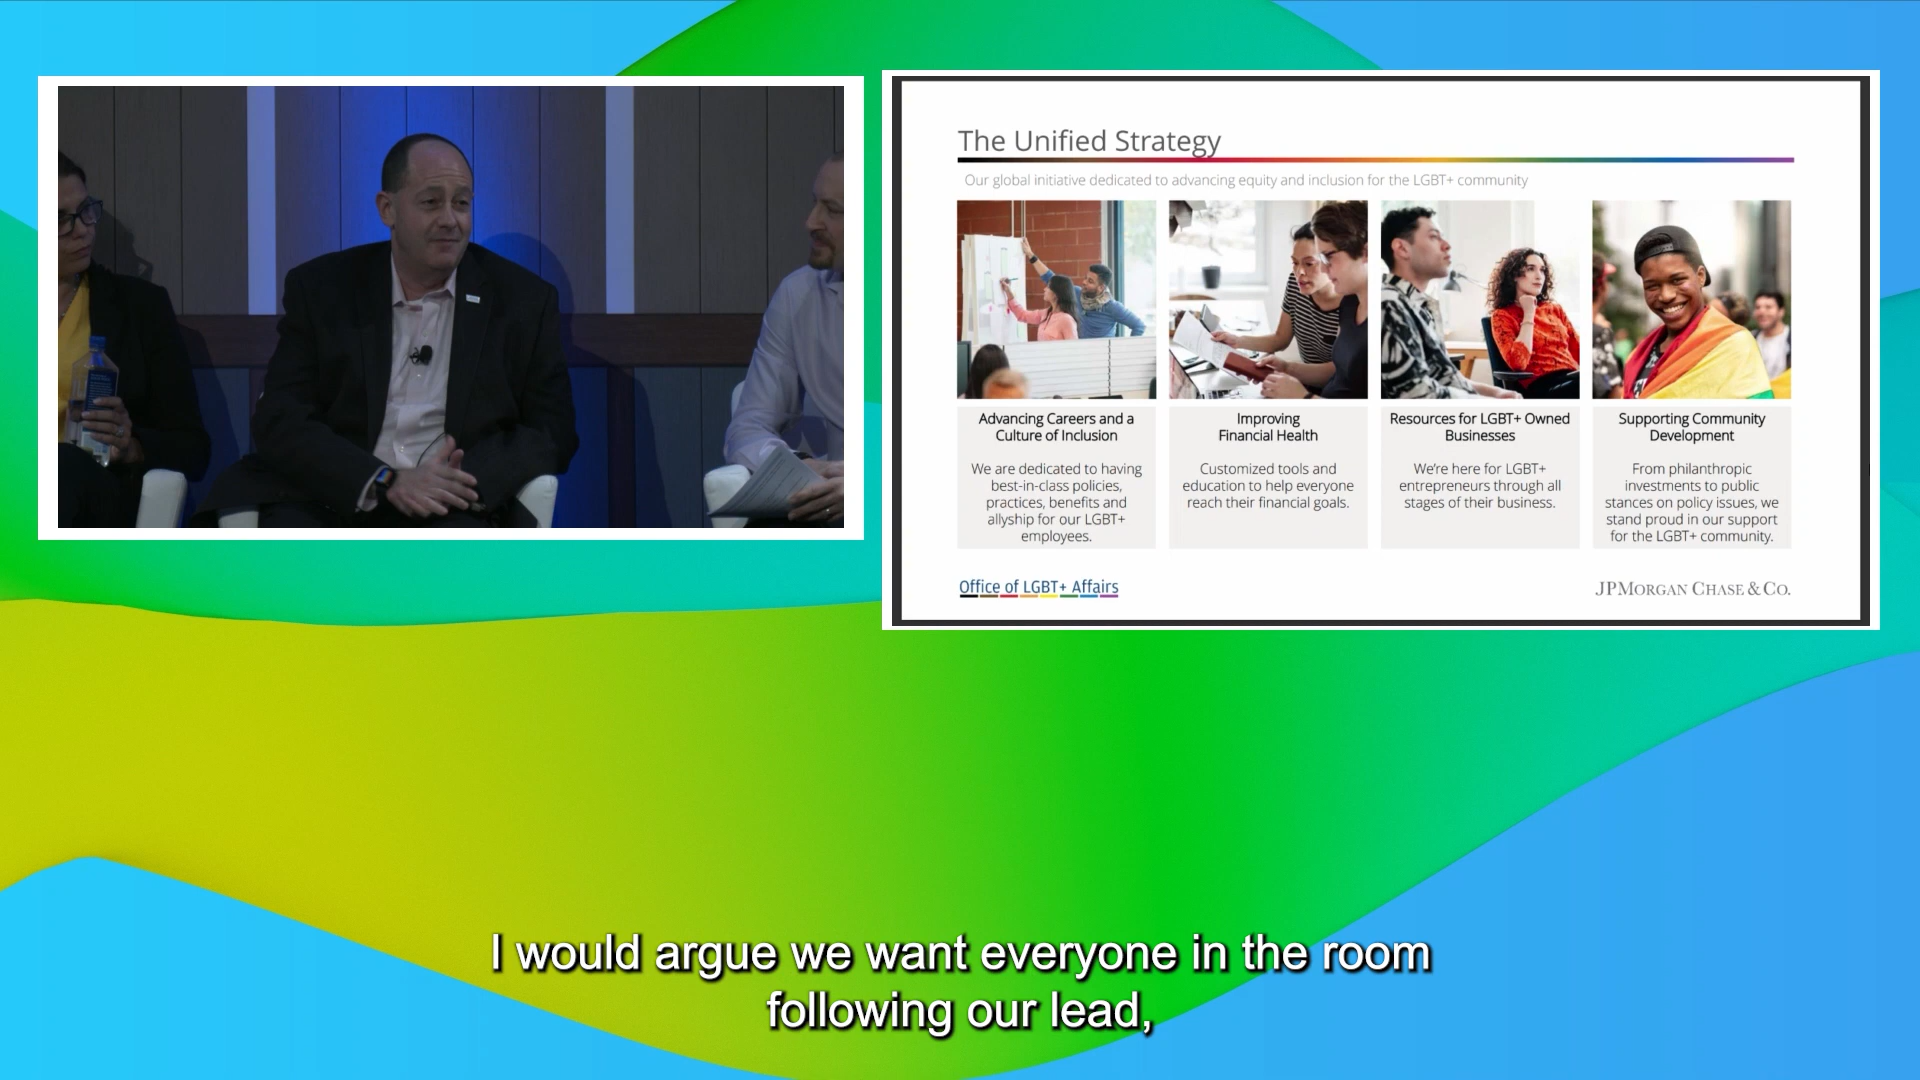 The Unified Strategy
Our global initiative dedicated to advancing equity and inclusion for the LGBT+ community
Advancing Careers and a
Culture of Inclusion
We are dedicated to having
best-in-class policies,
practices, benefits and
allyship for our LGBT+
employees.
Improving
Financial Health
Customized tools and
education to help everyone
reach their financial goals.
Resources for LGBT+ Owned
Businesses
We're here for LGBT+
entrepreneurs through all
stages of their business.
Supporting Community
Development
From philanthropic
investments to public
stances on policy issues, we
stand proud in our support
for the LGBT+ community.
Office of LGBT+ Affairs
JPMORGAN CHASE & CO.
I would argue we want everyone in the room
following our lead,